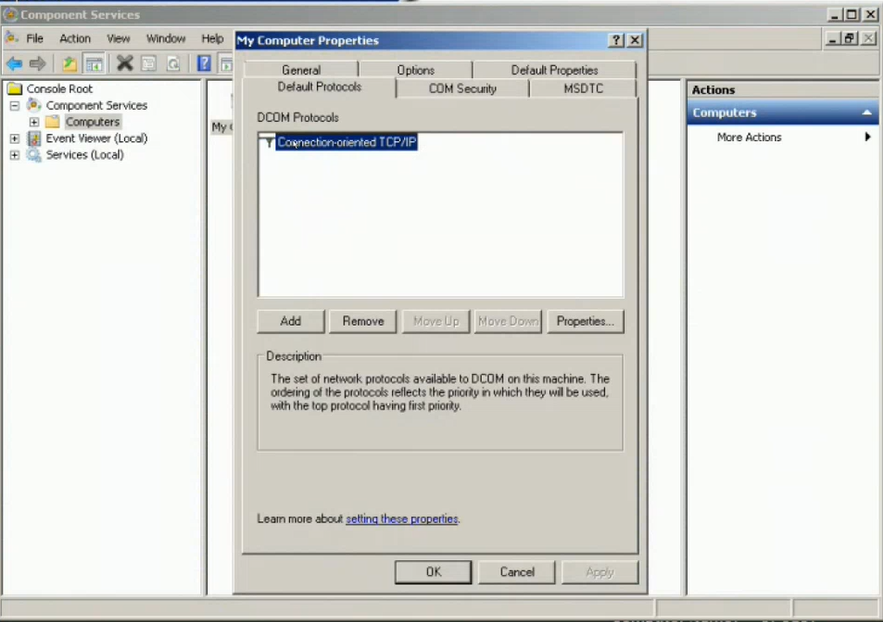 Component Services
File Action View Window Help
My Computer Properties
Console Root
Component Services
Computers
Event Viewer (Local)
Services (Local)
My
General Options Default Properties
Default Protocols COM Security MSDTC
DCOM Protocols
Connection-oriented TCP/IP
Add Remove Move Up Move Down Properties...
Description
The set of network protocols available to DCOM on this machine. The
ordering of the protocols reflects the priority in which they will be used,
with the top protocol having first priority.
Learn more about setting these properties.
OK Cancel Apply
Actions
Computers
More Actions